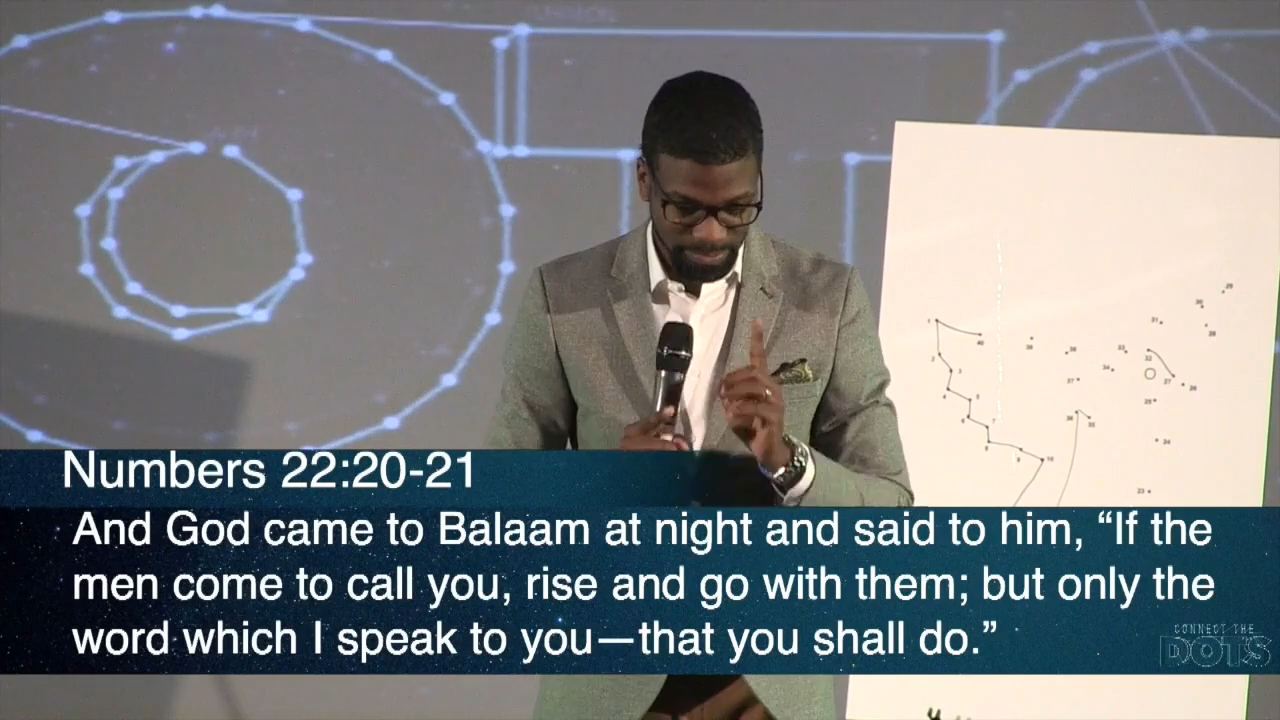 Numbers 22:20-21
And God came to Balaam at night and said to him, “If the
men come to call you, rise and go with them; but only the
word which I speak to you—that you shall do.”
CONNECT THE
DOTS